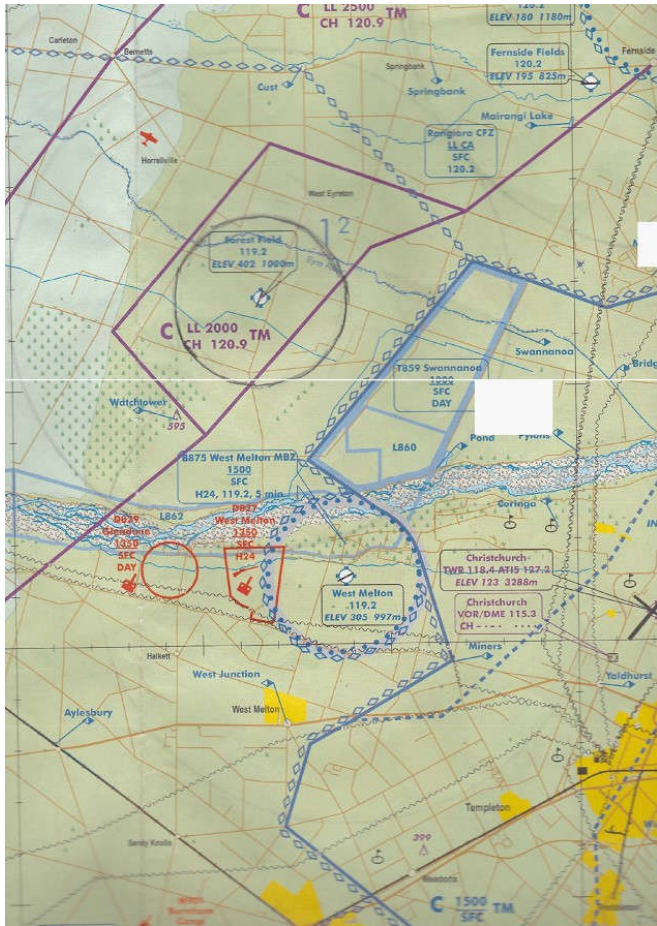 C LL 2500 TM
CH 120.9
120.2
ELEV 180 1180m
Carleton
Bennetts
Cust
Springbank
Springbank
Fernside Fields
120.2
ELEV 195 825m
Fernside
Mairangi Lake
Rangiora CFZ
LL CA
SFC
120.2
Horrellville
West Eyreton
12
Forest Field
119.2
ELEV 402 1000m
C LL 2000 TM
CH 120.9
Swannanoa
T859 Swannanoa
SFC
DAY
Watchtower
595
L860
Pond
Pylons
B875 West Melton MBZ
1500
SFC
H24, 119.2, 5 min
L862
D827
West Melton
1350
SFC
H24
Glendone
1350
SFC
DAY
Coringa
Christchurch
TWR 118.4 ATIS 127.2
ELEV 123 3288m
Christchurch
VOR/DME 115.3
CH
West Melton
119.2
ELEV 305 997m
Halkett
Miners
West Junction
Yaldhurst
West Melton
Aylesbury
Templeton
Sandy Knolls
399
Weedons
C 1500 TM
SFC